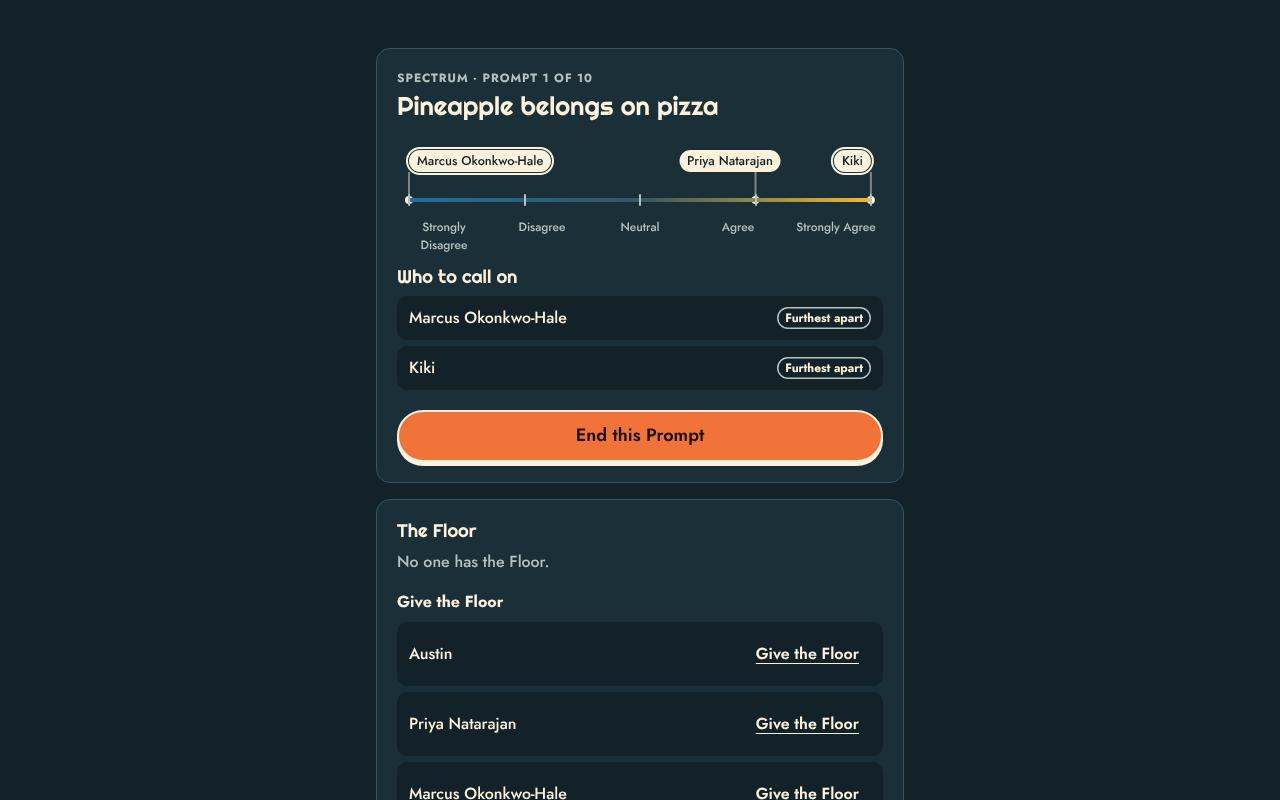 SPECTRUM · PROMPT 1 OF 10
Pineapple belongs on pizza
Marcus Okonkwo-Hale Priya Natarajan Kiki
Strongly Disagree Disagree Neutral Agree Strongly Agree
Who to call on
Marcus Okonkwo-Hale Furthest apart
Kiki Furthest apart
End this Prompt
The Floor
No one has the Floor.
Give the Floor
Austin Give the Floor
Priya Natarajan Give the Floor
Marcus Okonkwo-Hale Give the Floor